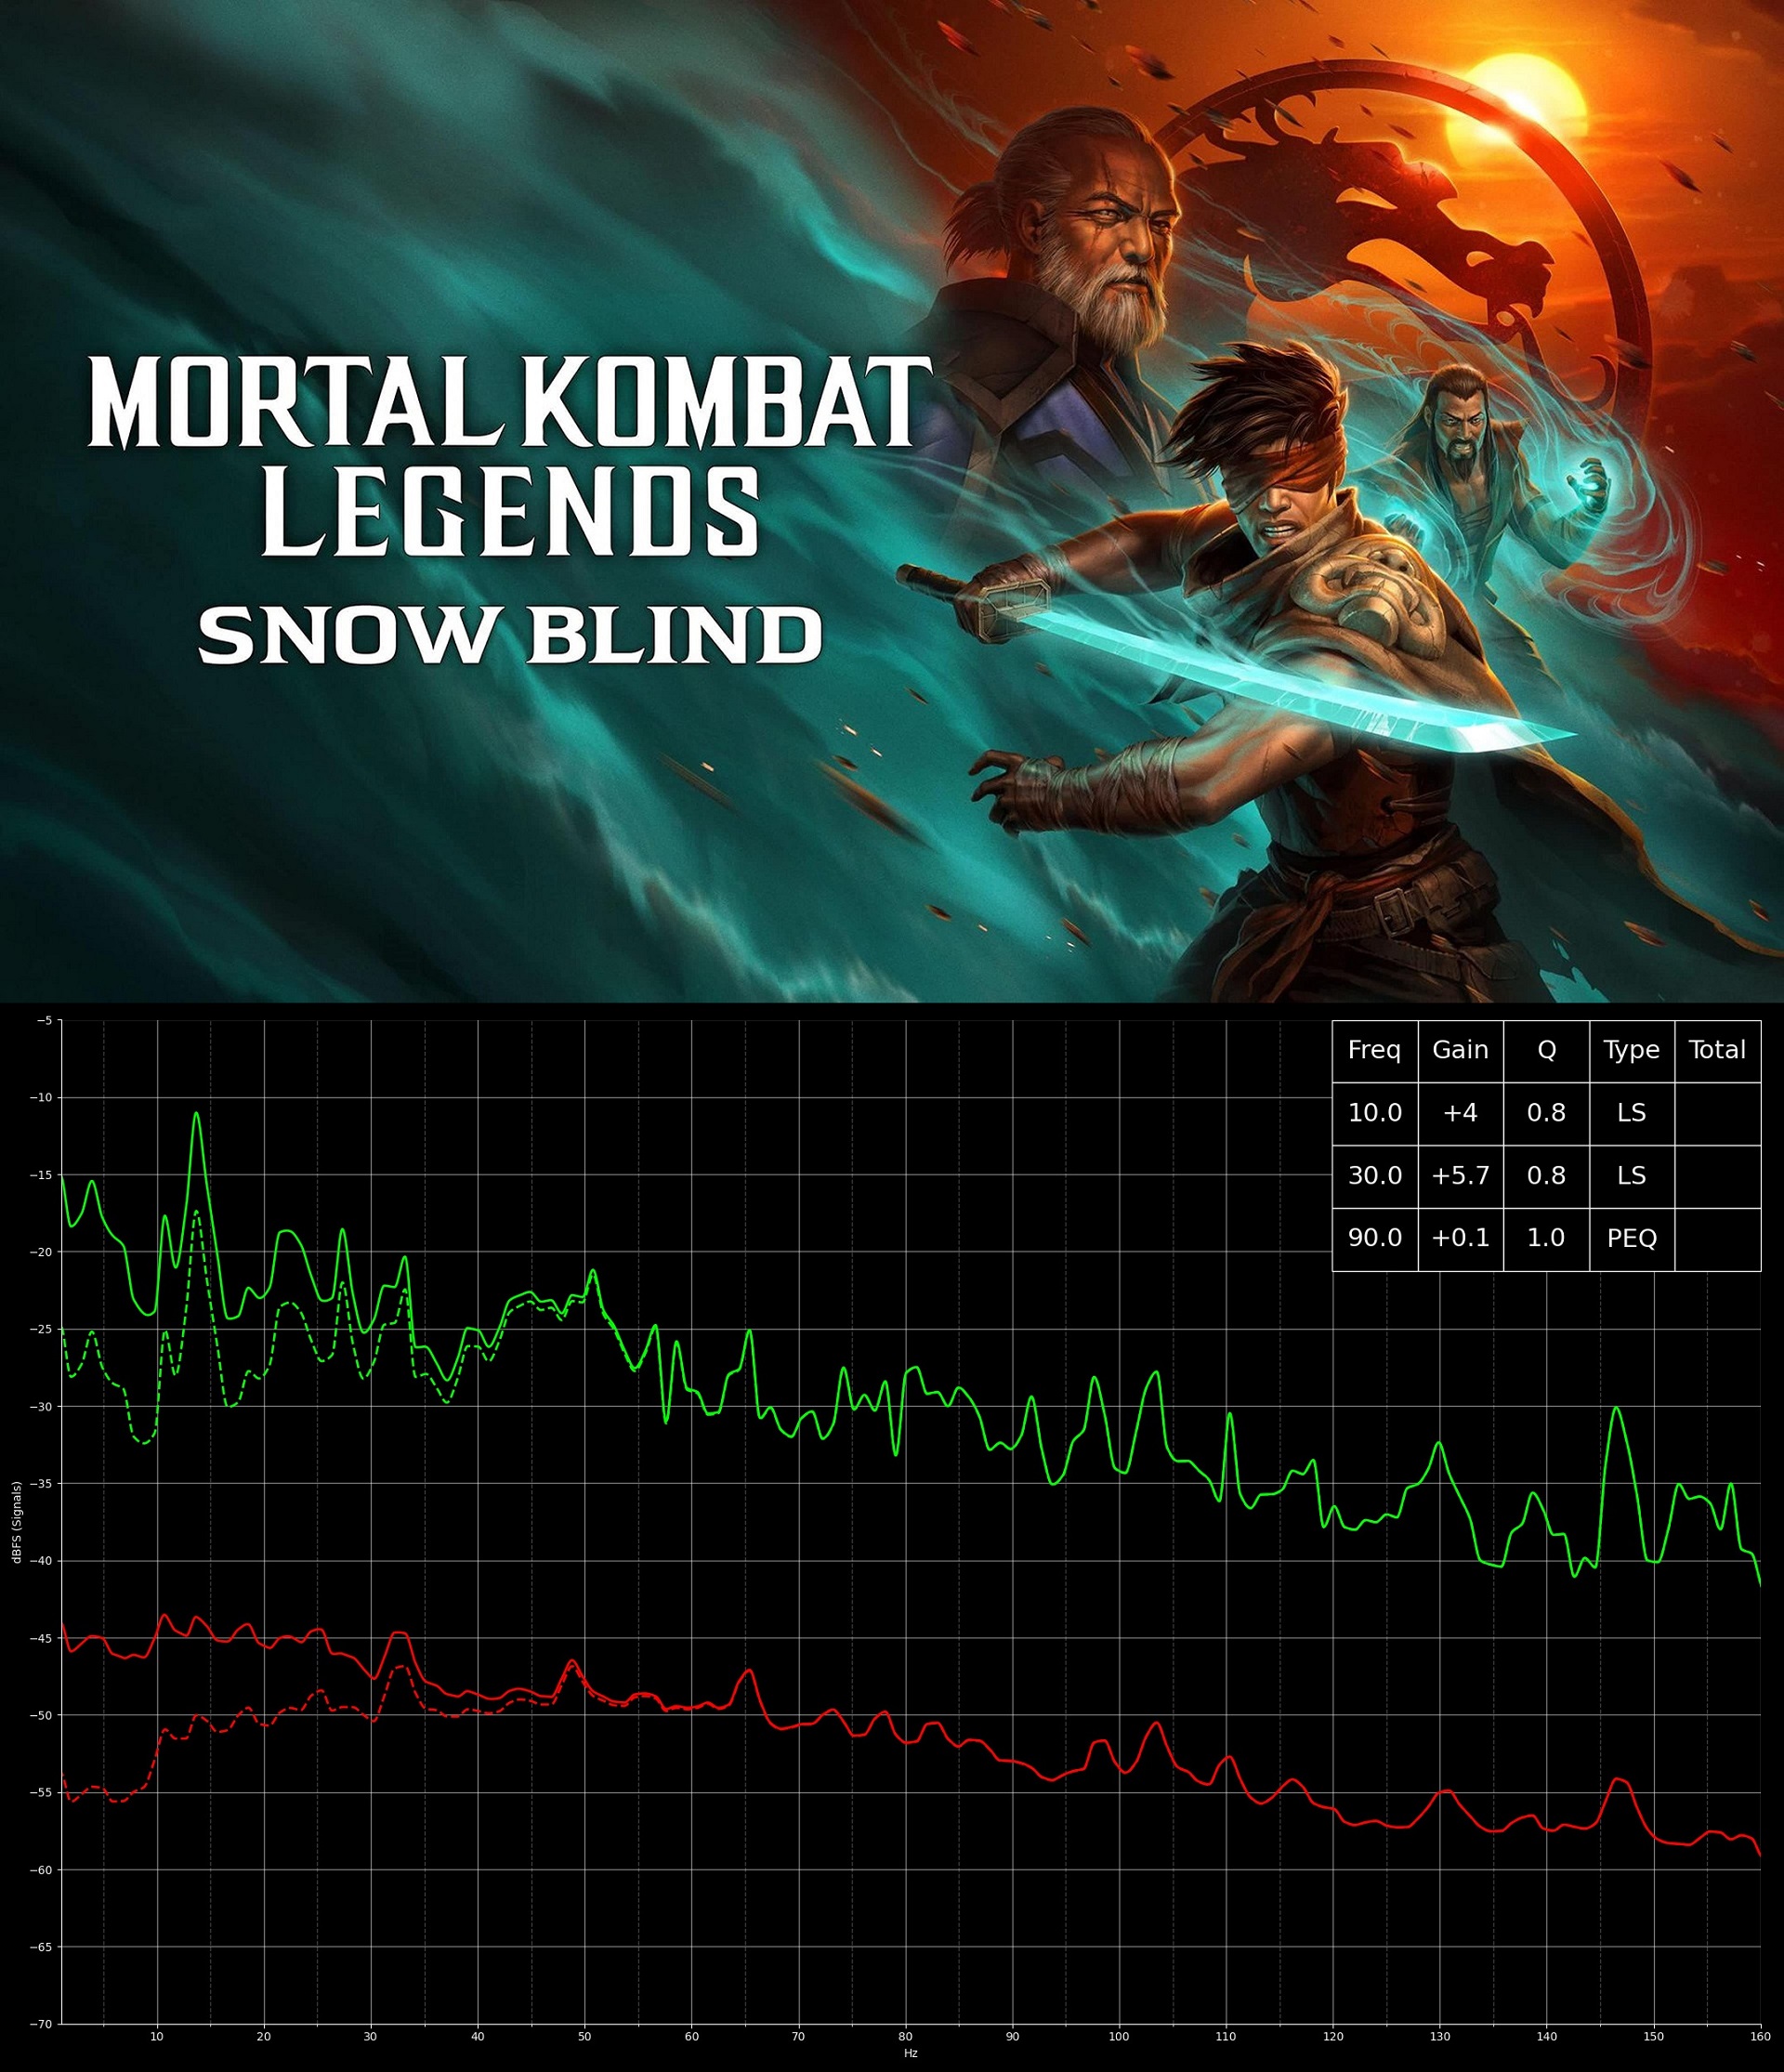 MORTAL KOMBAT
LEGENDS
SNOW BLIND
Freq Gain Q Type Total
10.0 +4 0.8 LS
30.0 +5.7 0.8 LS
90.0 +0.1 1.0 PEQ
−5
−10
−15
−20
−25
−30
−35
−40
−45
−50
−55
−60
−65
−70
dBFS (Signals)
10 20 30 40 50 60 70 80 90 100 110 120 130 140 150 160
Hz